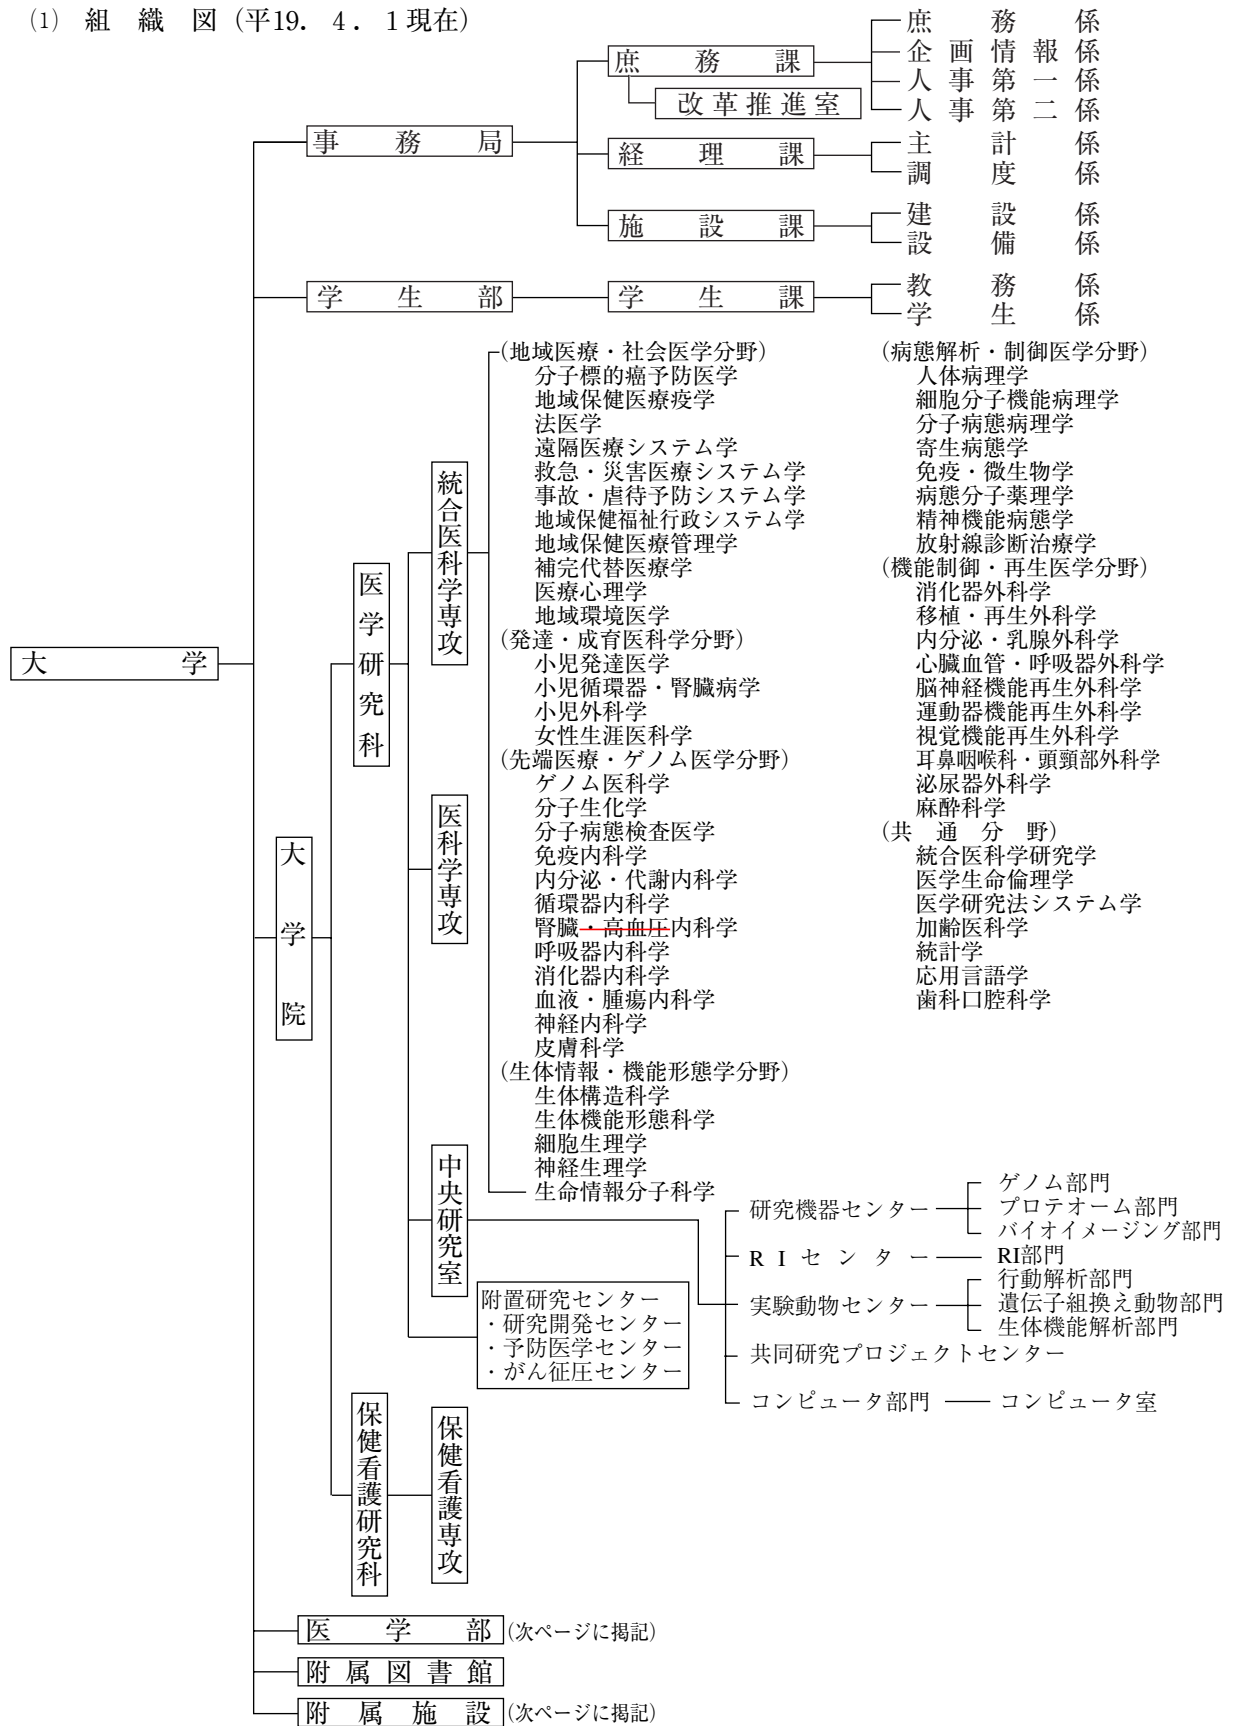 (1) 組織図 (平19. 4. 1現在)
大学
事務局
庶務課
改革推進室
庶務係
企画情報係
人事第一係
人事第二係
経理課
主計係
調度係
施設課
建設係
設備係
学生部
学生課
教務係
学生係
大学院
医学研究科
統合医科学専攻
(地域医療・社会医学分野)
分子標的癌予防医学
地域保健医療疫学
法医学
遠隔医療システム学
救急・災害医療システム学
事故・虐待予防システム学
地域保健福祉行政システム学
地域保健医療管理学
補完代替医療学
医療心理学
地域環境医学
(発達・成育医科学分野)
小児発達医学
小児循環器・腎臓病学
小児外科学
女性生涯医科学
(先端医療・ゲノム医学分野)
ゲノム医科学
分子生化学
分子病態検査医学
免疫内科学
内分泌・代謝内科学
循環器内科学
腎臓・高血圧内科学
呼吸器内科学
消化器内科学
血液・腫瘍内科学
神経内科学
皮膚科学
(生体情報・機能形態学分野)
生体構造科学
生体機能形態科学
細胞生理学
神経生理学
生命情報分子科学
(病態解析・制御医学分野)
人体病理学
細胞分子機能病理学
分子病態病理学
寄生病態学
免疫・微生物学
病態分子薬理学
精神機能病態学
放射線診断治療学
(機能制御・再生医学分野)
消化器外科学
移植・再生外科学
内分泌・乳腺外科学
心臓血管・呼吸器外科学
脳神経機能再生外科学
運動器機能再生外科学
視覚機能再生外科学
耳鼻咽喉科・頭頸部外科学
泌尿器外科学
麻酔科学
(共通分野)
統合医科学研究学
医学生命倫理学
医学研究法システム学
加齢医科学
統計学
応用言語学
歯科口腔科学
医科学専攻
中央研究室
研究機器センター
ゲノム部門
プロテオーム部門
バイオイメージング部門
RIセンター
RI部門
実験動物センター
行動解析部門
遺伝子組換え動物部門
生体機能解析部門
共同研究プロジェクトセンター
コンピュータ部門
コンピュータ室
附置研究センター
・研究開発センター
・予防医学センター
・がん征圧センター
保健看護研究科
保健看護専攻
医学部 (次ページに掲記)
附属図書館
附属施設 (次ページに掲記)